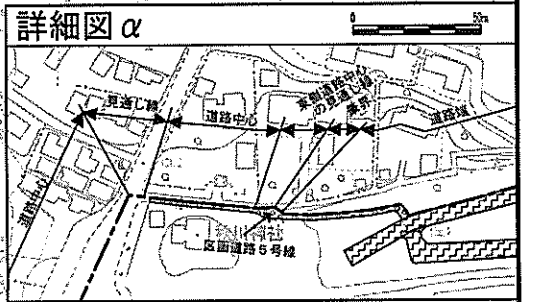 詳細図α
0 50m
見通し線
道路中心
東側道路中心
の見通し線
筆界
道路端
道路中心
区画道路5号線